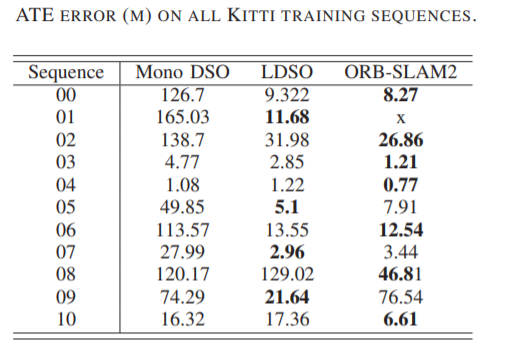 ATE ERROR (M) ON ALL KITTI TRAINING SEQUENCES.
Sequence Mono DSO LDSO ORB-SLAM2
00 126.7 9.322 8.27
01 165.03 11.68 x
02 138.7 31.98 26.86
03 4.77 2.85 1.21
04 1.08 1.22 0.77
05 49.85 5.1 7.91
06 113.57 13.55 12.54
07 27.99 2.96 3.44
08 120.17 129.02 46.81
09 74.29 21.64 76.54
10 16.32 17.36 6.61